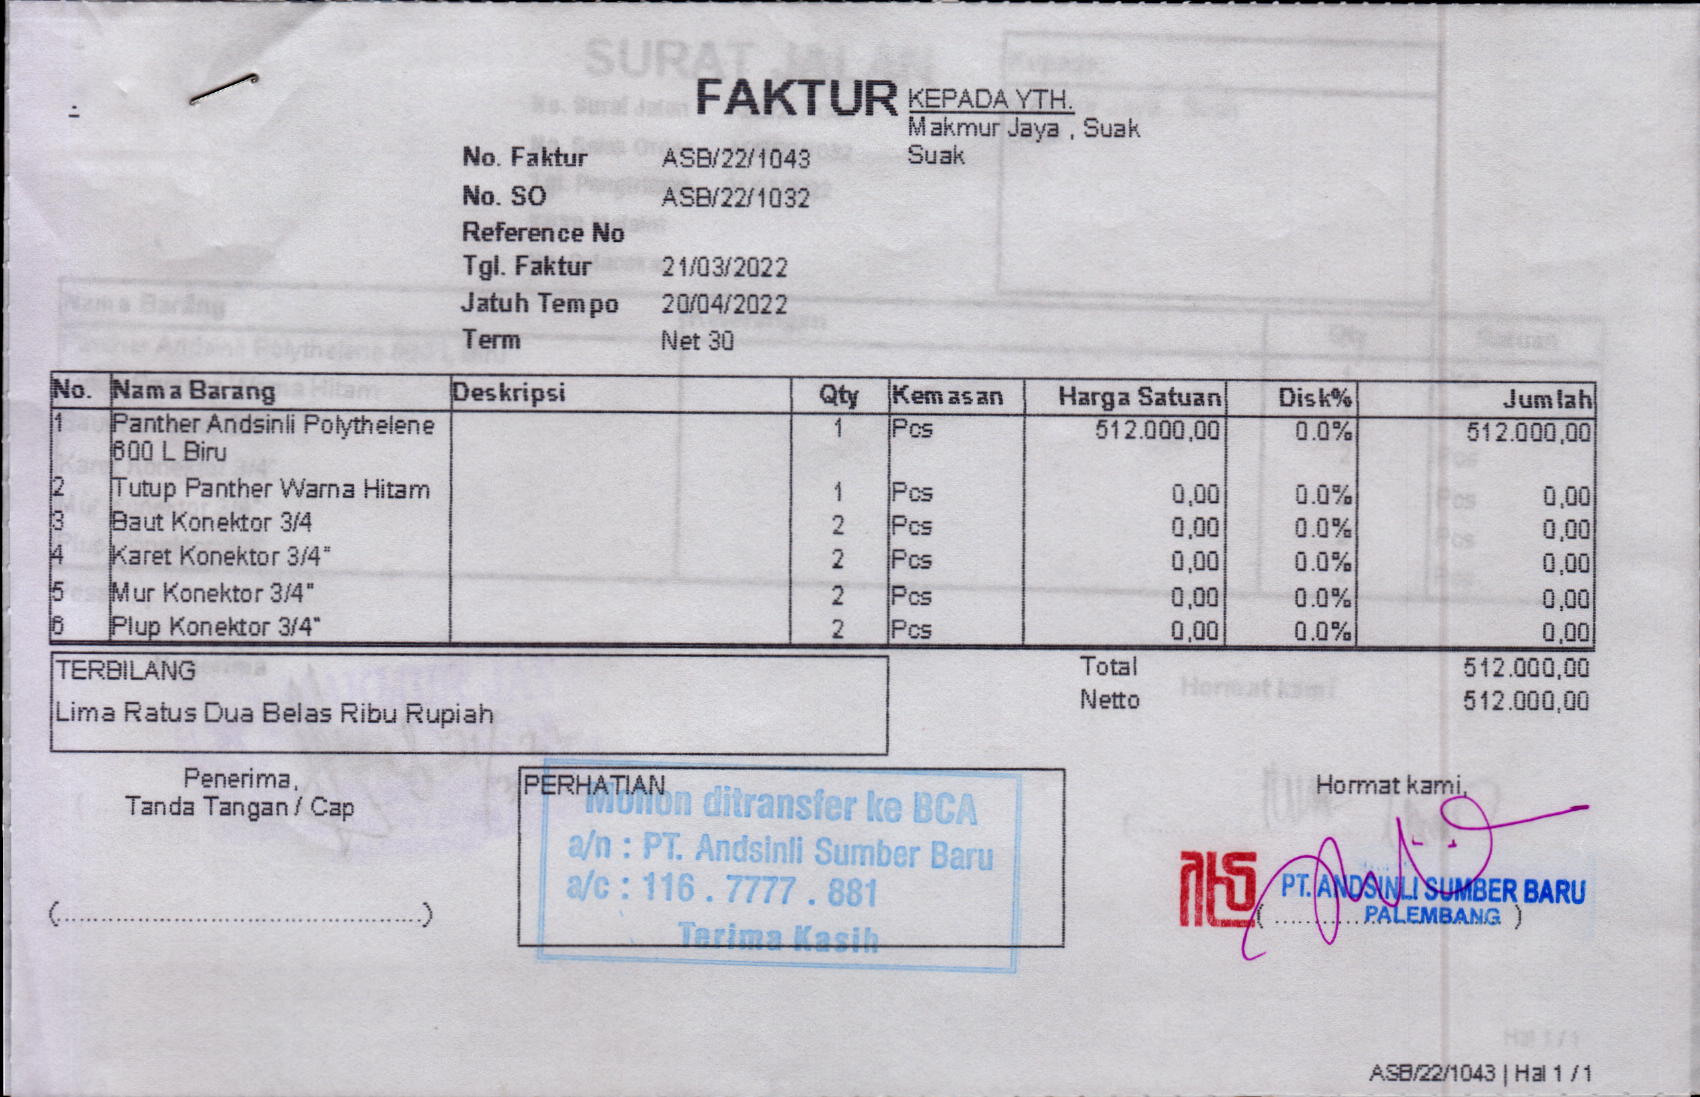 FAKTUR
KEPADA YTH.
Makmur Jaya , Suak
Suak
No. Faktur ASB/22/1043
No. SO ASB/22/1032
Reference No
Tgl. Faktur 21/03/2022
Jatuh Tempo 20/04/2022
Term Net 30
No. Nama Barang Deskripsi Qty Kemasan Harga Satuan Disk% Jumlah
1 Panther Andsinli Polythelene 1 Pcs 512.000,00 0.0% 512.000,00
600 L Biru
2 Tutup Panther Warna Hitam 1 Pcs 0,00 0.0% 0,00
3 Baut Konektor 3/4 2 Pcs 0,00 0.0% 0,00
4 Karet Konektor 3/4" 2 Pcs 0,00 0.0% 0,00
5 Mur Konektor 3/4" 2 Pcs 0,00 0.0% 0,00
6 Plup Konektor 3/4" 2 Pcs 0,00 0.0% 0,00
TERBILANG
Lima Ratus Dua Belas Ribu Rupiah
Total 512.000,00
Netto 512.000,00
Penerima,
Tanda Tangan / Cap
(............................................................)
PERHATIAN
Mohon ditransfer ke BCA
a/n : PT. Andsinli Sumber Baru
a/c : 116 . 7777 . 881
Terima Kasih
Hormat kami,
PT. ANDSINLI SUMBER BARU
PALEMBANG
ASB/22/1043 | Hal 1 / 1